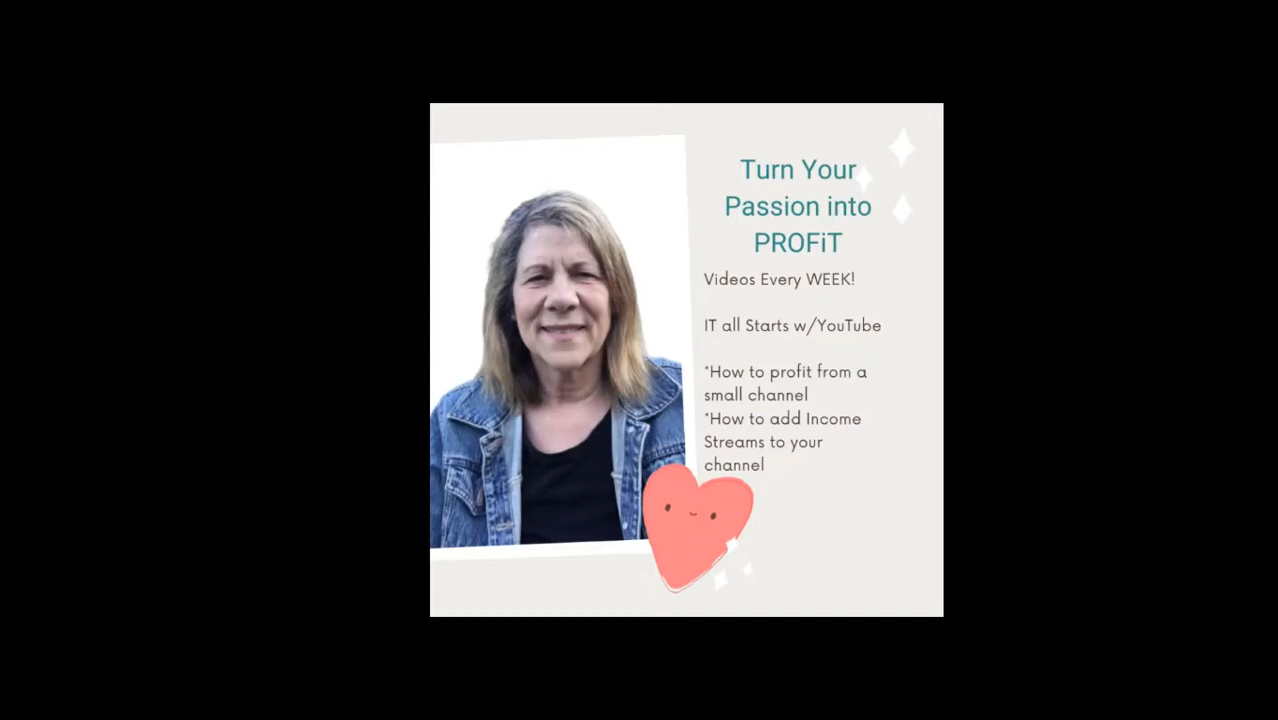 Turn Your
Passion into
PROFiT
Videos Every WEEK!
IT all Starts w/YouTube
*How to profit from a
small channel
*How to add Income
Streams to your
channel